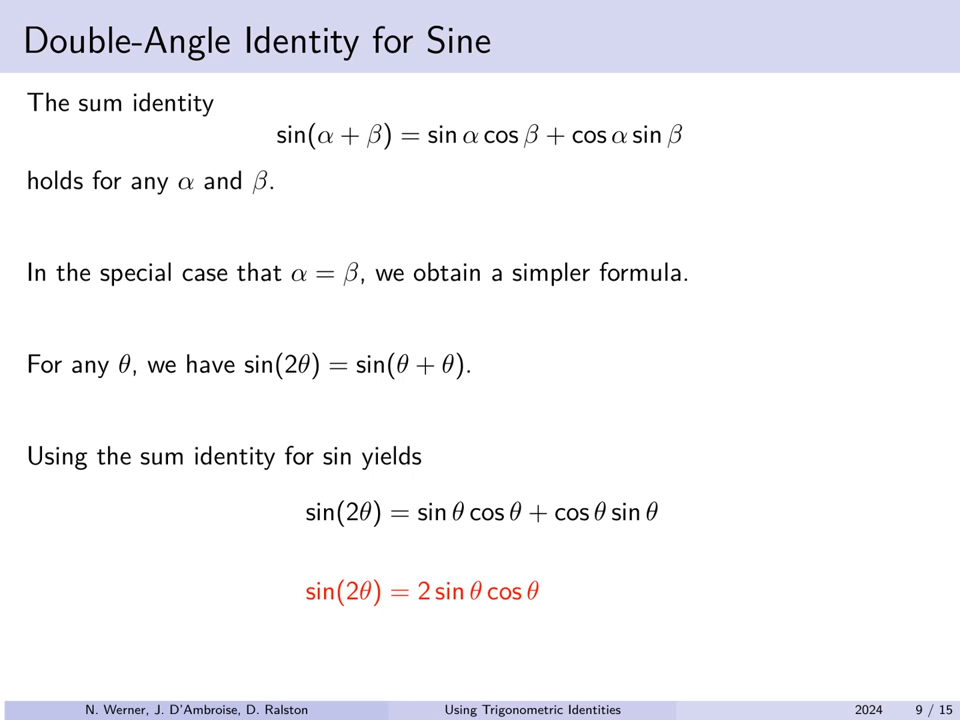 Double-Angle Identity for Sine
The sum identity
sin(α + β) = sin α cos β + cos α sin β
holds for any α and β.
In the special case that α = β, we obtain a simpler formula.
For any θ, we have sin(2θ) = sin(θ + θ).
Using the sum identity for sin yields
sin(2θ) = sin θ cos θ + cos θ sin θ
sin(2θ) = 2 sin θ cos θ
N. Werner, J. D'Ambroise, D. Ralston Using Trigonometric Identities 2024 9 / 15